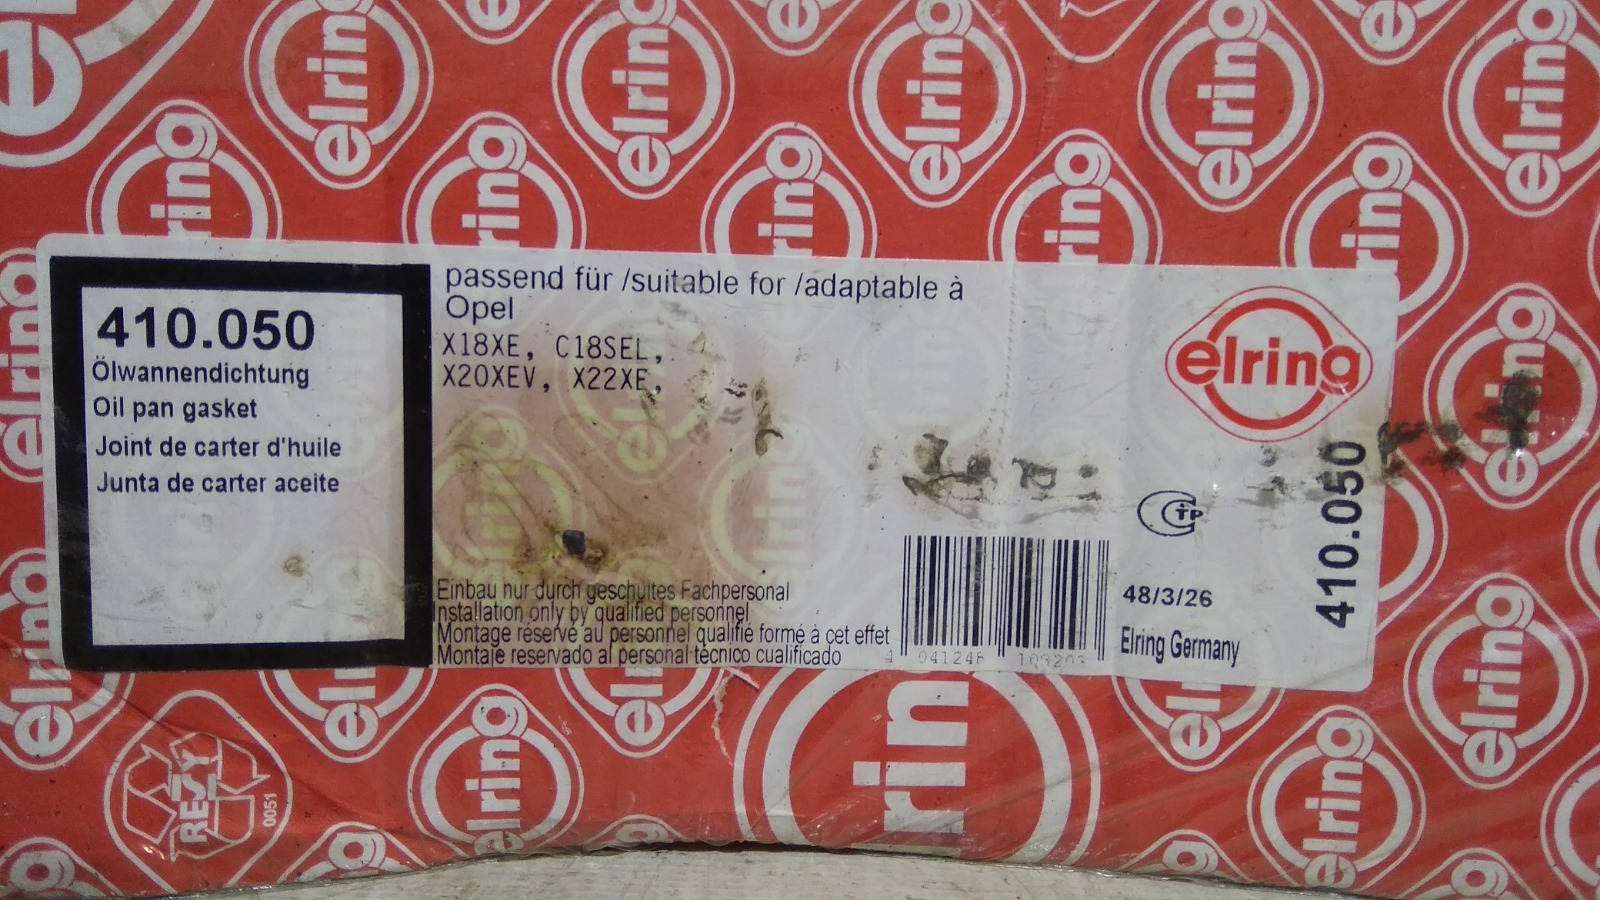 410.050
Ölwannendichtung
Oil pan gasket
Joint de carter d'huile
Junta de carter aceite
passend für /suitable for /adaptable à
Opel
X18XE, C18SEL,
X20XEV, X22XE,
Einbau nur durch geschultes Fachpersonal
Installation only by qualified personnel
Montage réservé au personnel qualifié formé à cet effet
Montaje reservado al personal técnico cualificado
4 041248 103203
elring
48/3/26
Elring Germany
410.050
RESY
0051